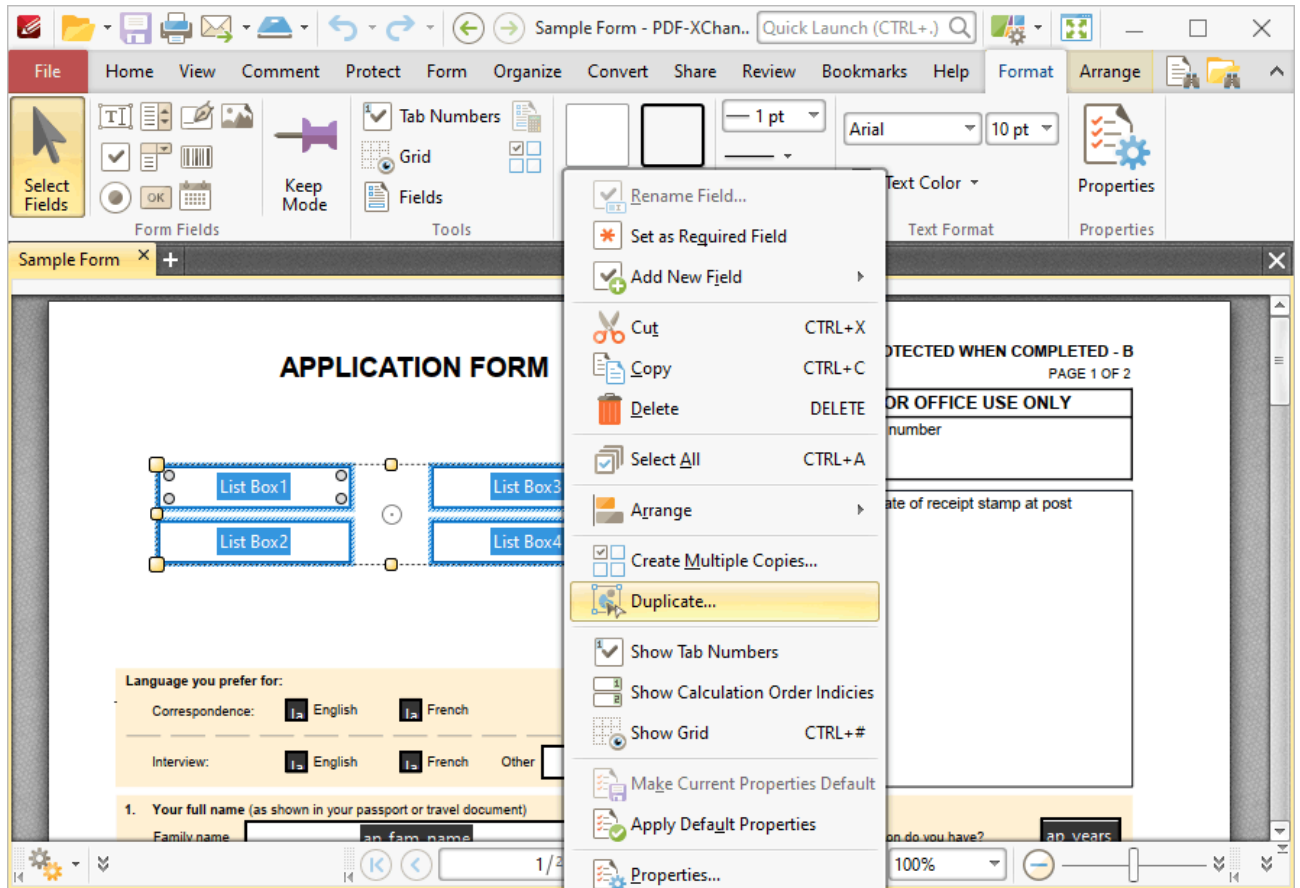 Sample Form - PDF-XChan..
Quick Launch (CTRL+.)
File Home View Comment Protect Form Organize Convert Share Review Bookmarks Help Format Arrange
Select Fields
OK
Form Fields
Keep Mode
Tab Numbers
Grid
Fields
Tools
1 pt
Arial
10 pt
Text Color
Text Format
Properties
Properties
Sample Form
Rename Field...
Set as Required Field
Add New Field
Cut CTRL+X
Copy CTRL+C
Delete DELETE
Select All CTRL+A
Arrange
Create Multiple Copies...
Duplicate...
Show Tab Numbers
Show Calculation Order Indicies
Show Grid CTRL+#
Make Current Properties Default
Apply Default Properties
Properties...
APPLICATION FORM
WHEN COMPLETED - B
PAGE 1 OF 2
OFFICE USE ONLY
number
of receipt stamp at post
List Box1
List Box3
List Box2
List Box4
Language you prefer for:
Correspondence: English French
Interview: English French Other
1. Your full name (as shown in your passport or travel document)
Family name ap_fam_name
do you have? ap_years
1/2
100%